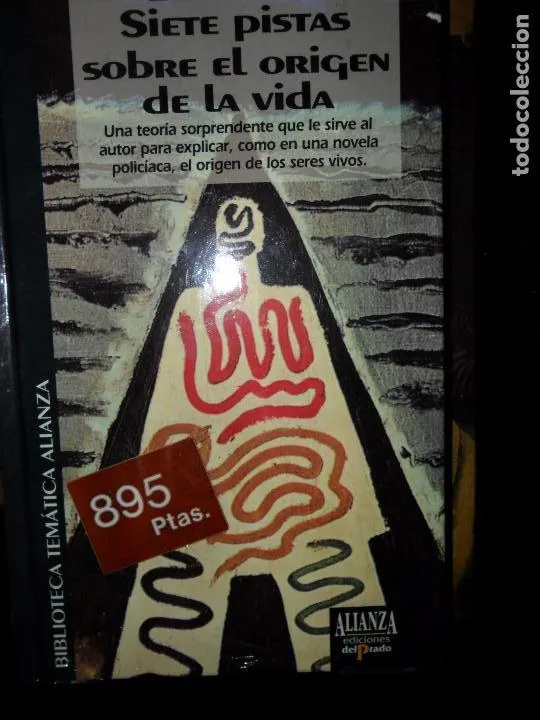 Siete pistas
sobre el origen
de la vida
Una teoría sorprendente que le sirve al
autor para explicar, como en una novela
policíaca, el origen de los seres vivos.
BIBLIOTECA TEMÁTICA ALIANZA
895
Ptas.
ALIANZA
ediciones
del Prado
todocoleccion